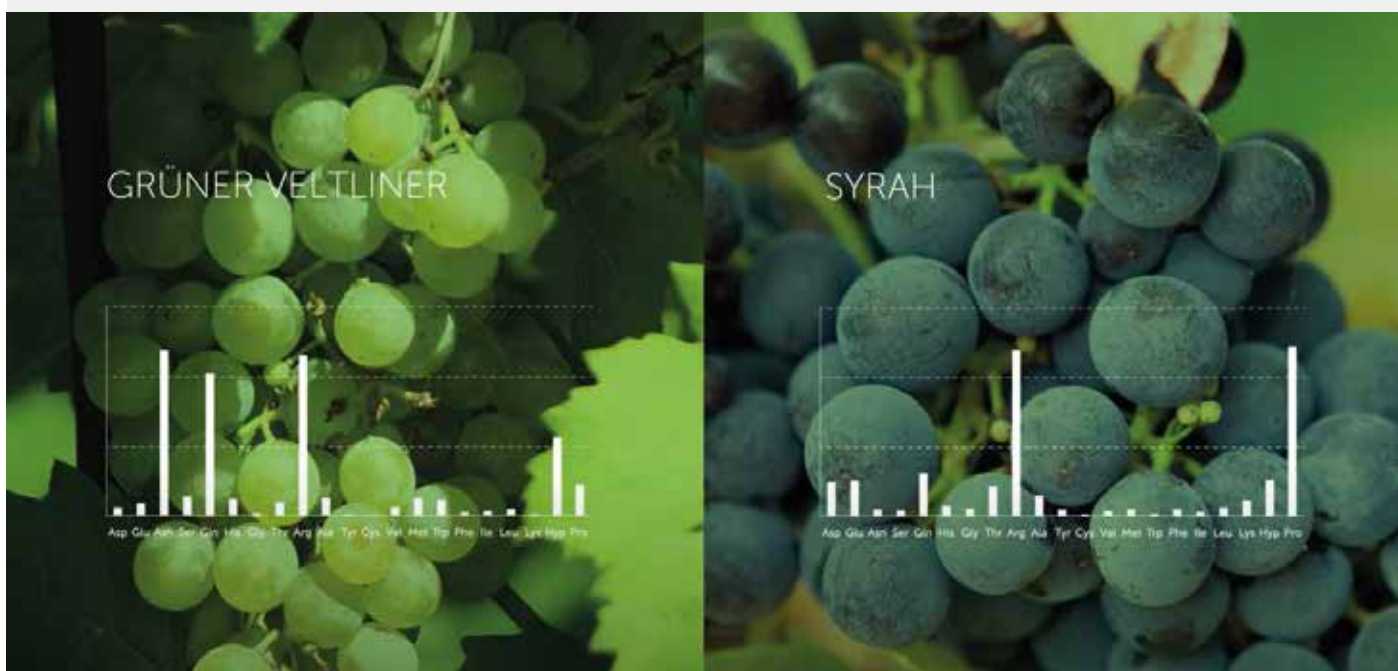 GRÜNER VELTLINER
Asp Glu Asn Ser Gln His Gly Thr Arg Ala Tyr Cys Val Met Trp Phe Ile Leu Lys Hyp Pro
SYRAH
Asp Glu Asn Ser Gln His Gly Thr Arg Ala Tyr Cys Val Met Trp Phe Ile Leu Lys Hyp Pro